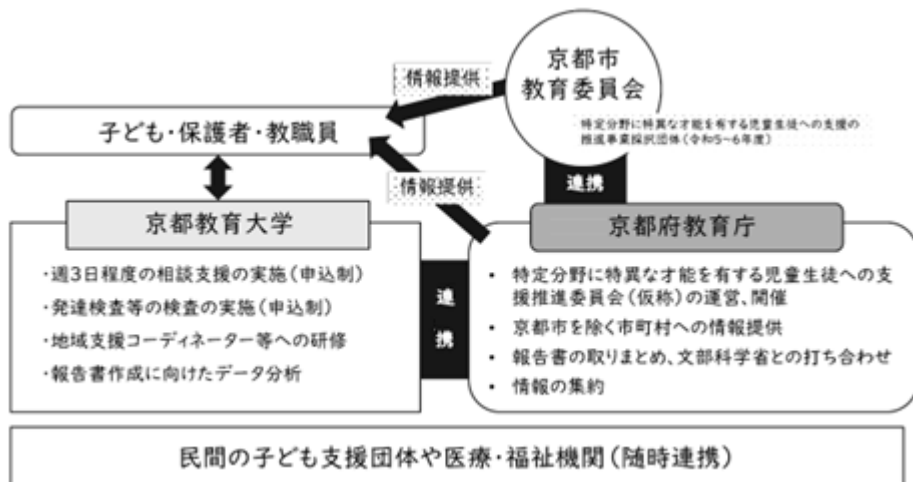 京都市
教育委員会
情報提供
特定分野に特異な才能を有する児童生徒への支援の
推進事業採択団体(令和5~6年度)
子ども・保護者・教職員
情報提供
連携
京都教育大学
京都府教育庁
・週3日程度の相談支援の実施(申込制)
・発達検査等の検査の実施(申込制)
・地域支援コーディネーター等への研修
・報告書作成に向けたデータ分析
連
携
• 特定分野に特異な才能を有する児童生徒への支
援推進委員会(仮称)の運営、開催
• 京都市を除く市町村への情報提供
• 報告書の取りまとめ、文部科学省との打ち合わせ
• 情報の集約
民間の子ども支援団体や医療・福祉機関(随時連携)